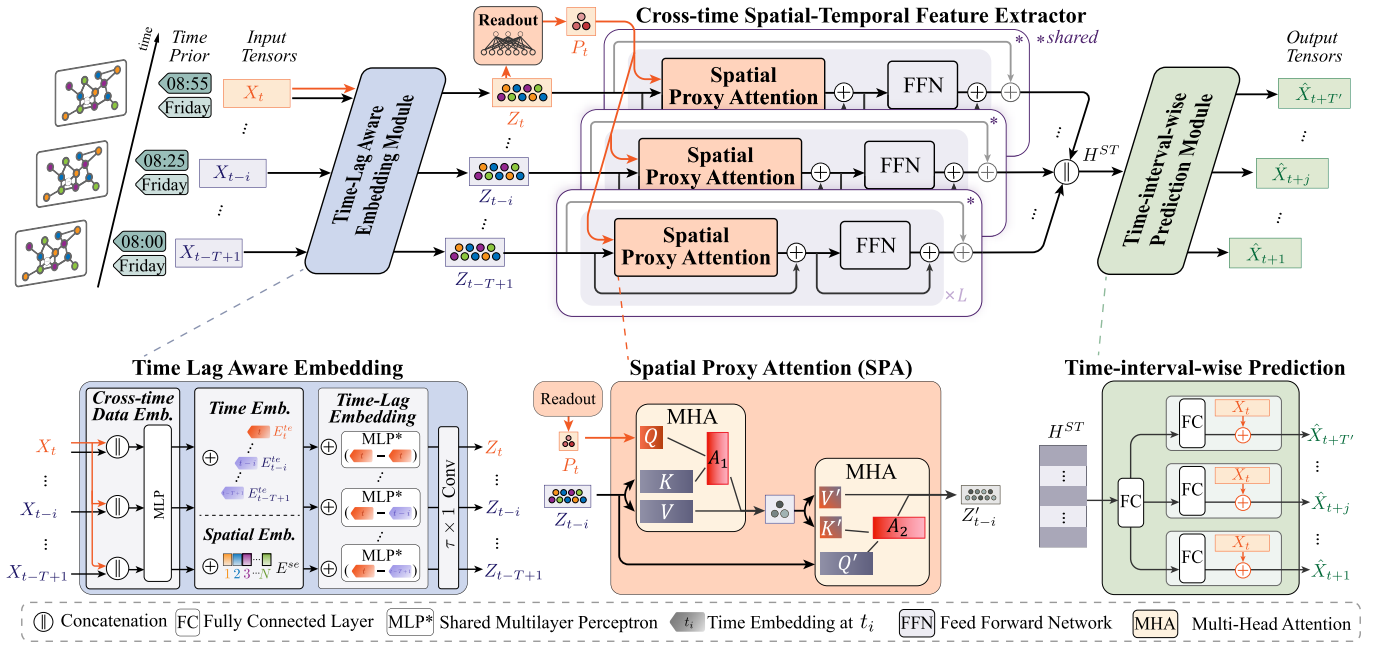 Cross-time Spatial-Temporal Feature Extractor
time
Time
Prior
Input
Tensors
Readout
P_t
* *shared
Output
Tensors
08:55
Friday
X_t
Time-Lag Aware
Embedding Module
Z_t
Spatial
Proxy Attention
FFN
Time-interval-wise
Prediction Module
X̂_{t+T'}
⋮
08:25
Friday
X_{t-i}
Z_{t-i}
Spatial
Proxy Attention
FFN
*
H^{ST}
X̂_{t+j}
⋮
08:00
Friday
X_{t-T+1}
Z_{t-T+1}
Spatial
Proxy Attention
FFN
*
×L
X̂_{t+1}
Time Lag Aware Embedding
Cross-time
Data Emb.
Time Emb.
Time-Lag
Embedding
X_t
X_{t-i}
⋮
X_{t-T+1}
MLP
E_t^{te}
E_{t-i}^{te}
E_{t-T+1}^{te}
Spatial Emb.
1 2 3 ... N E^{se}
MLP*
( − )
MLP*
( − )
MLP*
( − )
τ × 1 Conv
Z_t
Z_{t-i}
⋮
Z_{t-T+1}
Spatial Proxy Attention (SPA)
Readout
P_t
Z_{t-i}
MHA
Q
K
V
A_1
MHA
V'
K'
Q'
A_2
Z'_{t-i}
Time-interval-wise Prediction
H^{ST}
FC
FC
X_t
X̂_{t+T'}
FC
X_t
X̂_{t+j}
FC
X_t
X̂_{t+1}
|| Concatenation
FC Fully Connected Layer
MLP* Shared Multilayer Perceptron
t_i Time Embedding at t_i
FFN Feed Forward Network
MHA Multi-Head Attention